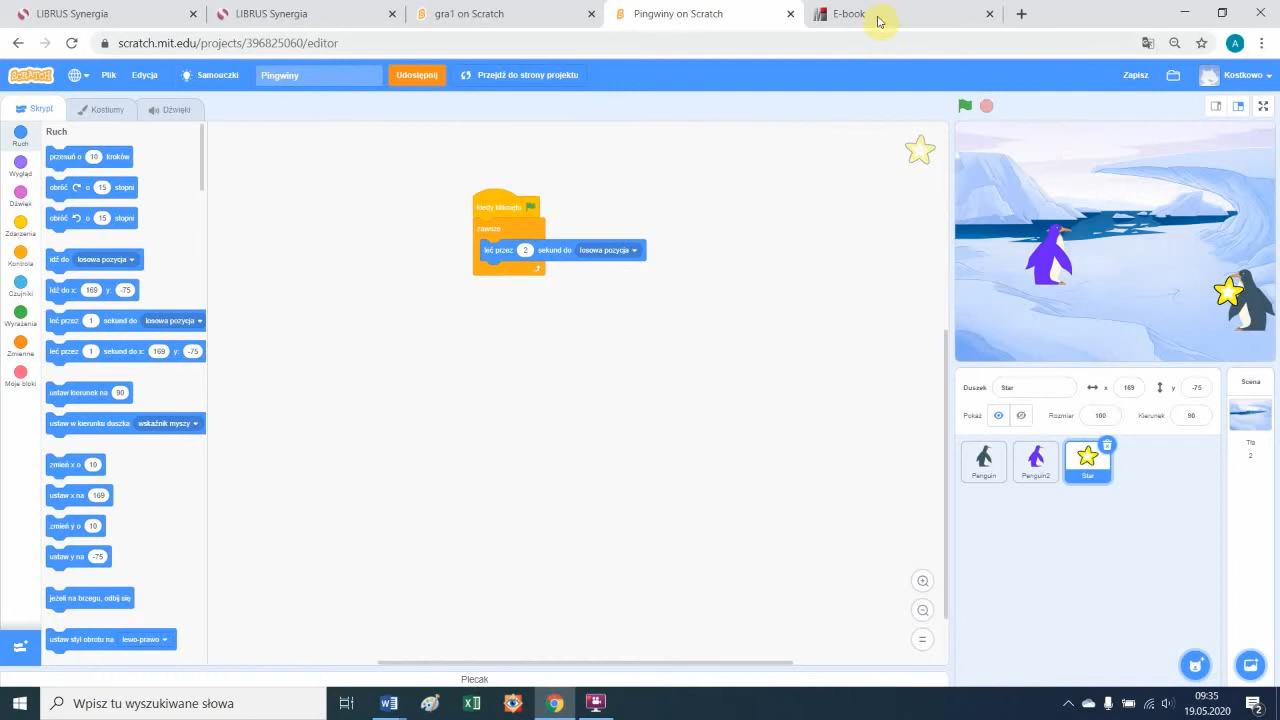 LIBRUS Synergia
LIBRUS Synergia
gra1 on Scratch
Pingwiny on Scratch
E-book
scratch.mit.edu/projects/396825060/editor
A
SCRATCH
Plik
Edycja
Samouczki
Pingwiny
Udostępnij
Przejdź do strony projektu
Zapisz
Kostkowo
Skrypt
Kostiumy
Dźwięki
Ruch
Wygląd
Dźwięk
Zdarzenia
Kontrola
Czujniki
Wyrażenia
Zmienne
Moje bloki
Ruch
przesuń o 10 kroków
obróć o 15 stopni
obróć o 15 stopni
idź do losowa pozycja
idź do x: 169 y: -75
leć przez 1 sekund do losowa pozycja
leć przez 1 sekund do x: 169 y: -75
ustaw kierunek na 90
ustaw w kierunku duszka wskaźnik myszy
zmień x o 10
ustaw x na 169
zmień y o 10
ustaw y na -75
jeżeli na brzegu, odbij się
ustaw styl obrotu na lewo-prawo
kiedy kliknięto
zawsze
leć przez 2 sekund do losowa pozycja
Duszek Star x 169 y -75
Pokaż Rozmiar 100 Kierunek 90
Penguin
Penguin2
Star
Scena
Tła
2
Plecak
Wpisz tu wyszukiwane słowa
09:35
19.05.2020
2